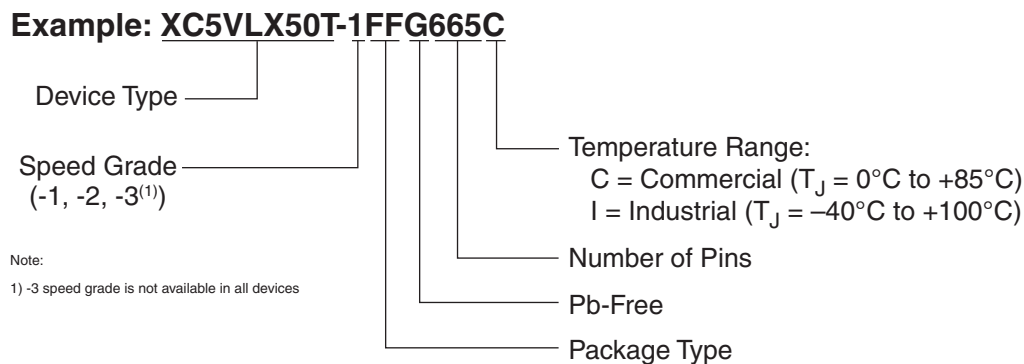 Example: XC5VLX50T-1FFG665C
Device Type
Speed Grade
(-1, -2, -3(1))
Temperature Range:
C = Commercial (TJ = 0°C to +85°C)
I = Industrial (TJ = –40°C to +100°C)
Number of Pins
Pb-Free
Package Type
Note:
1) -3 speed grade is not available in all devices